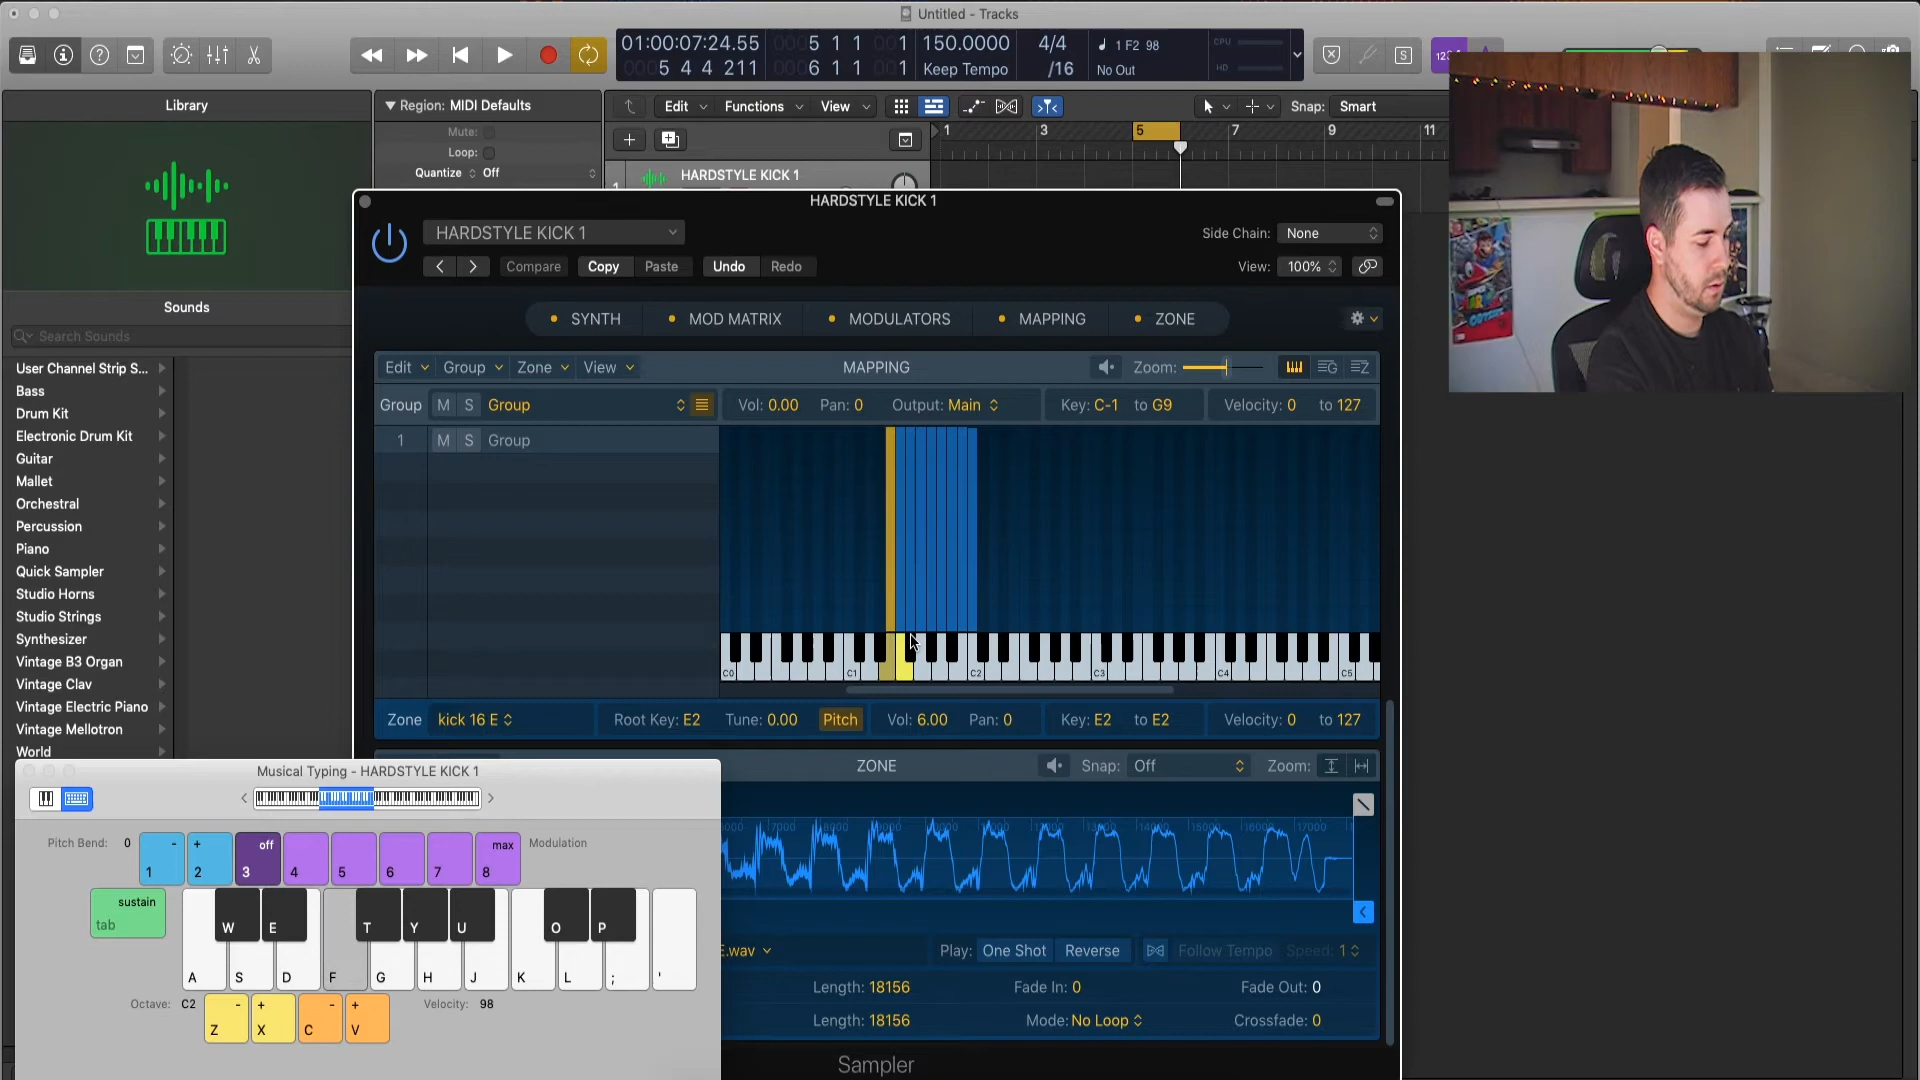 Untitled - Tracks
01:00:07:24.55
5 1 1 1
150.0000
4/4
1 F2 98
CPU
5 4 4 211
6 1 1 1
Keep Tempo
/16
No Out
HD
Library
Region: MIDI Defaults
Edit
Functions
View
Snap:
Smart
Mute:
Loop:
Quantize
Off
1
3
5
7
9
11
1
HARDSTYLE KICK 1
HARDSTYLE KICK 1
HARDSTYLE KICK 1
Side Chain:
None
Compare
Copy
Paste
Undo
Redo
View:
100%
Sounds
Search Sounds
SYNTH
MOD MATRIX
MODULATORS
MAPPING
ZONE
User Channel Strip S...
Bass
Drum Kit
Electronic Drum Kit
Guitar
Mallet
Orchestral
Percussion
Piano
Quick Sampler
Studio Horns
Studio Strings
Synthesizer
Vintage B3 Organ
Vintage Clav
Vintage Electric Piano
Vintage Mellotron
World
Edit
Group
Zone
View
MAPPING
Zoom:
Group
M
S
Group
Vol: 0.00
Pan: 0
Output: Main
Key: C-1
to G9
Velocity: 0
to 127
1
M
S
Group
C0
C1
C2
C3
C4
C5
Zone
kick 16 E
Root Key: E2
Tune: 0.00
Pitch
Vol: 6.00
Pan: 0
Key: E2
to E2
Velocity: 0
to 127
ZONE
Snap:
Off
Zoom:
E.wav
Play:
One Shot
Reverse
Follow Tempo
Speed: 1
Length: 18156
Fade In: 0
Fade Out: 0
Length: 18156
Mode: No Loop
Crossfade: 0
Sampler
Musical Typing - HARDSTYLE KICK 1
Pitch Bend:
0
-
+
off
max
Modulation
1
2
3
4
5
6
7
8
sustain
tab
W
E
T
Y
U
O
P
A
S
D
F
G
H
J
K
L
;
'
Octave:
C2
-
+
-
+
Velocity:
98
Z
X
C
V